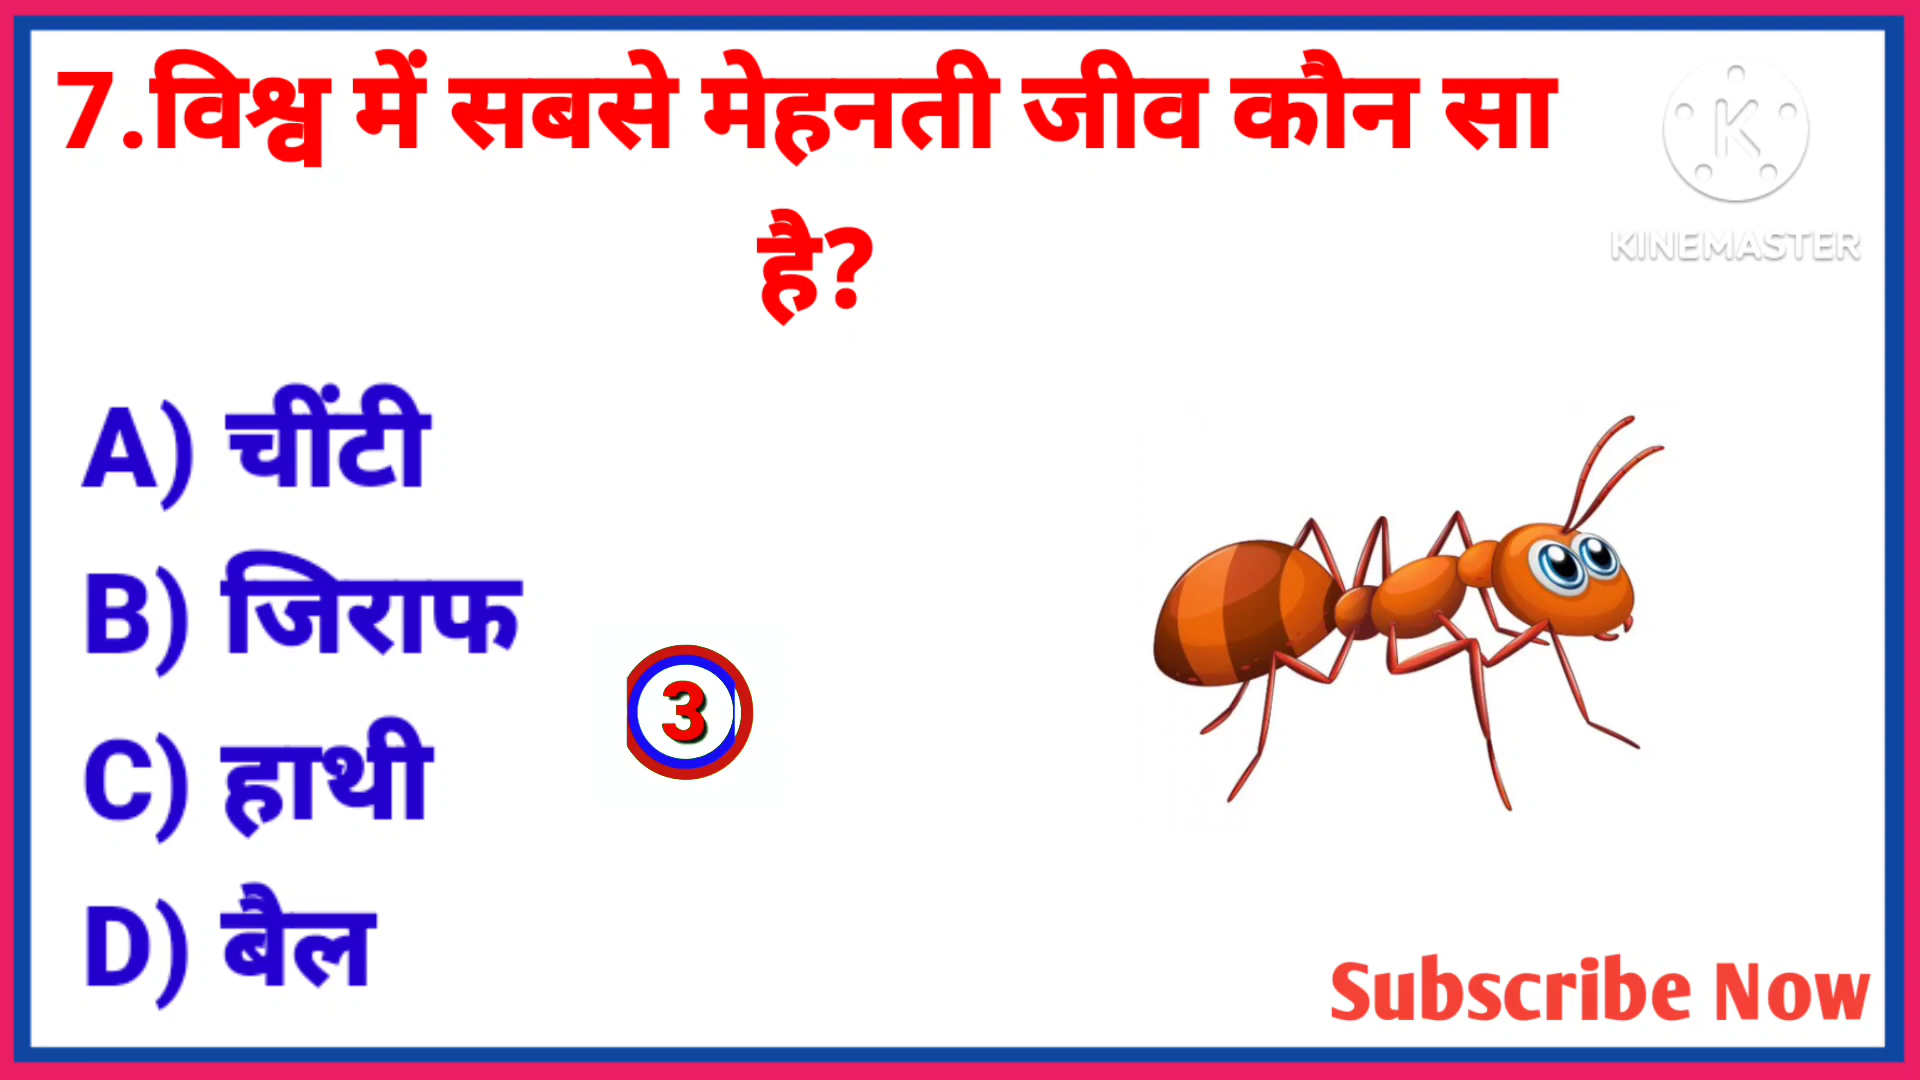 7.विश्व में सबसे मेहनती जीव कौन सा
है?
K
KINEMASTER
A) चींटी
B) जिराफ
3
C) हाथी
D) बैल
Subscribe Now